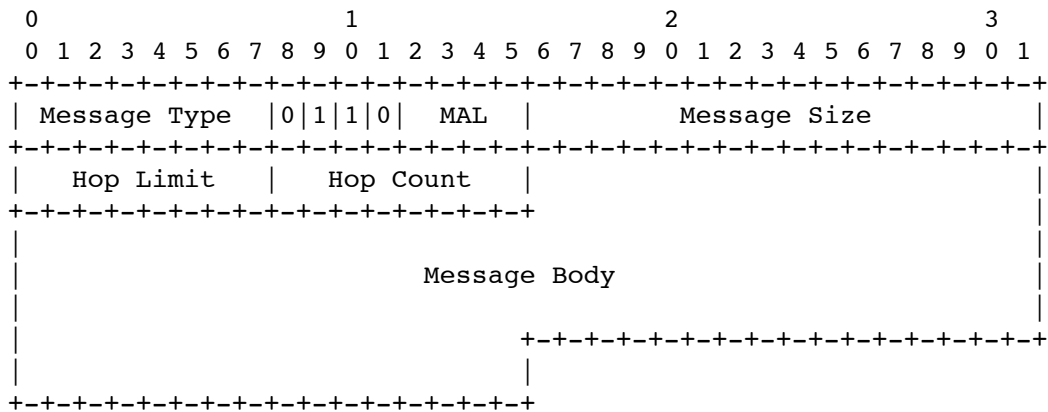 0                   1                   2                   3
 0 1 2 3 4 5 6 7 8 9 0 1 2 3 4 5 6 7 8 9 0 1 2 3 4 5 6 7 8 9 0 1
+-+-+-+-+-+-+-+-+-+-+-+-+-+-+-+-+-+-+-+-+-+-+-+-+-+-+-+-+-+-+-+-+
| Message Type  |0|1|1|0|  MAL  |         Message Size          |
+-+-+-+-+-+-+-+-+-+-+-+-+-+-+-+-+-+-+-+-+-+-+-+-+-+-+-+-+-+-+-+-+
|   Hop Limit   |   Hop Count   |                               |
+-+-+-+-+-+-+-+-+-+-+-+-+-+-+-+-+                               |
|                                                               |
|                         Message Body                          |
|                                                               |
|                               +-+-+-+-+-+-+-+-+-+-+-+-+-+-+-+-+
|                               |
+-+-+-+-+-+-+-+-+-+-+-+-+-+-+-+-+